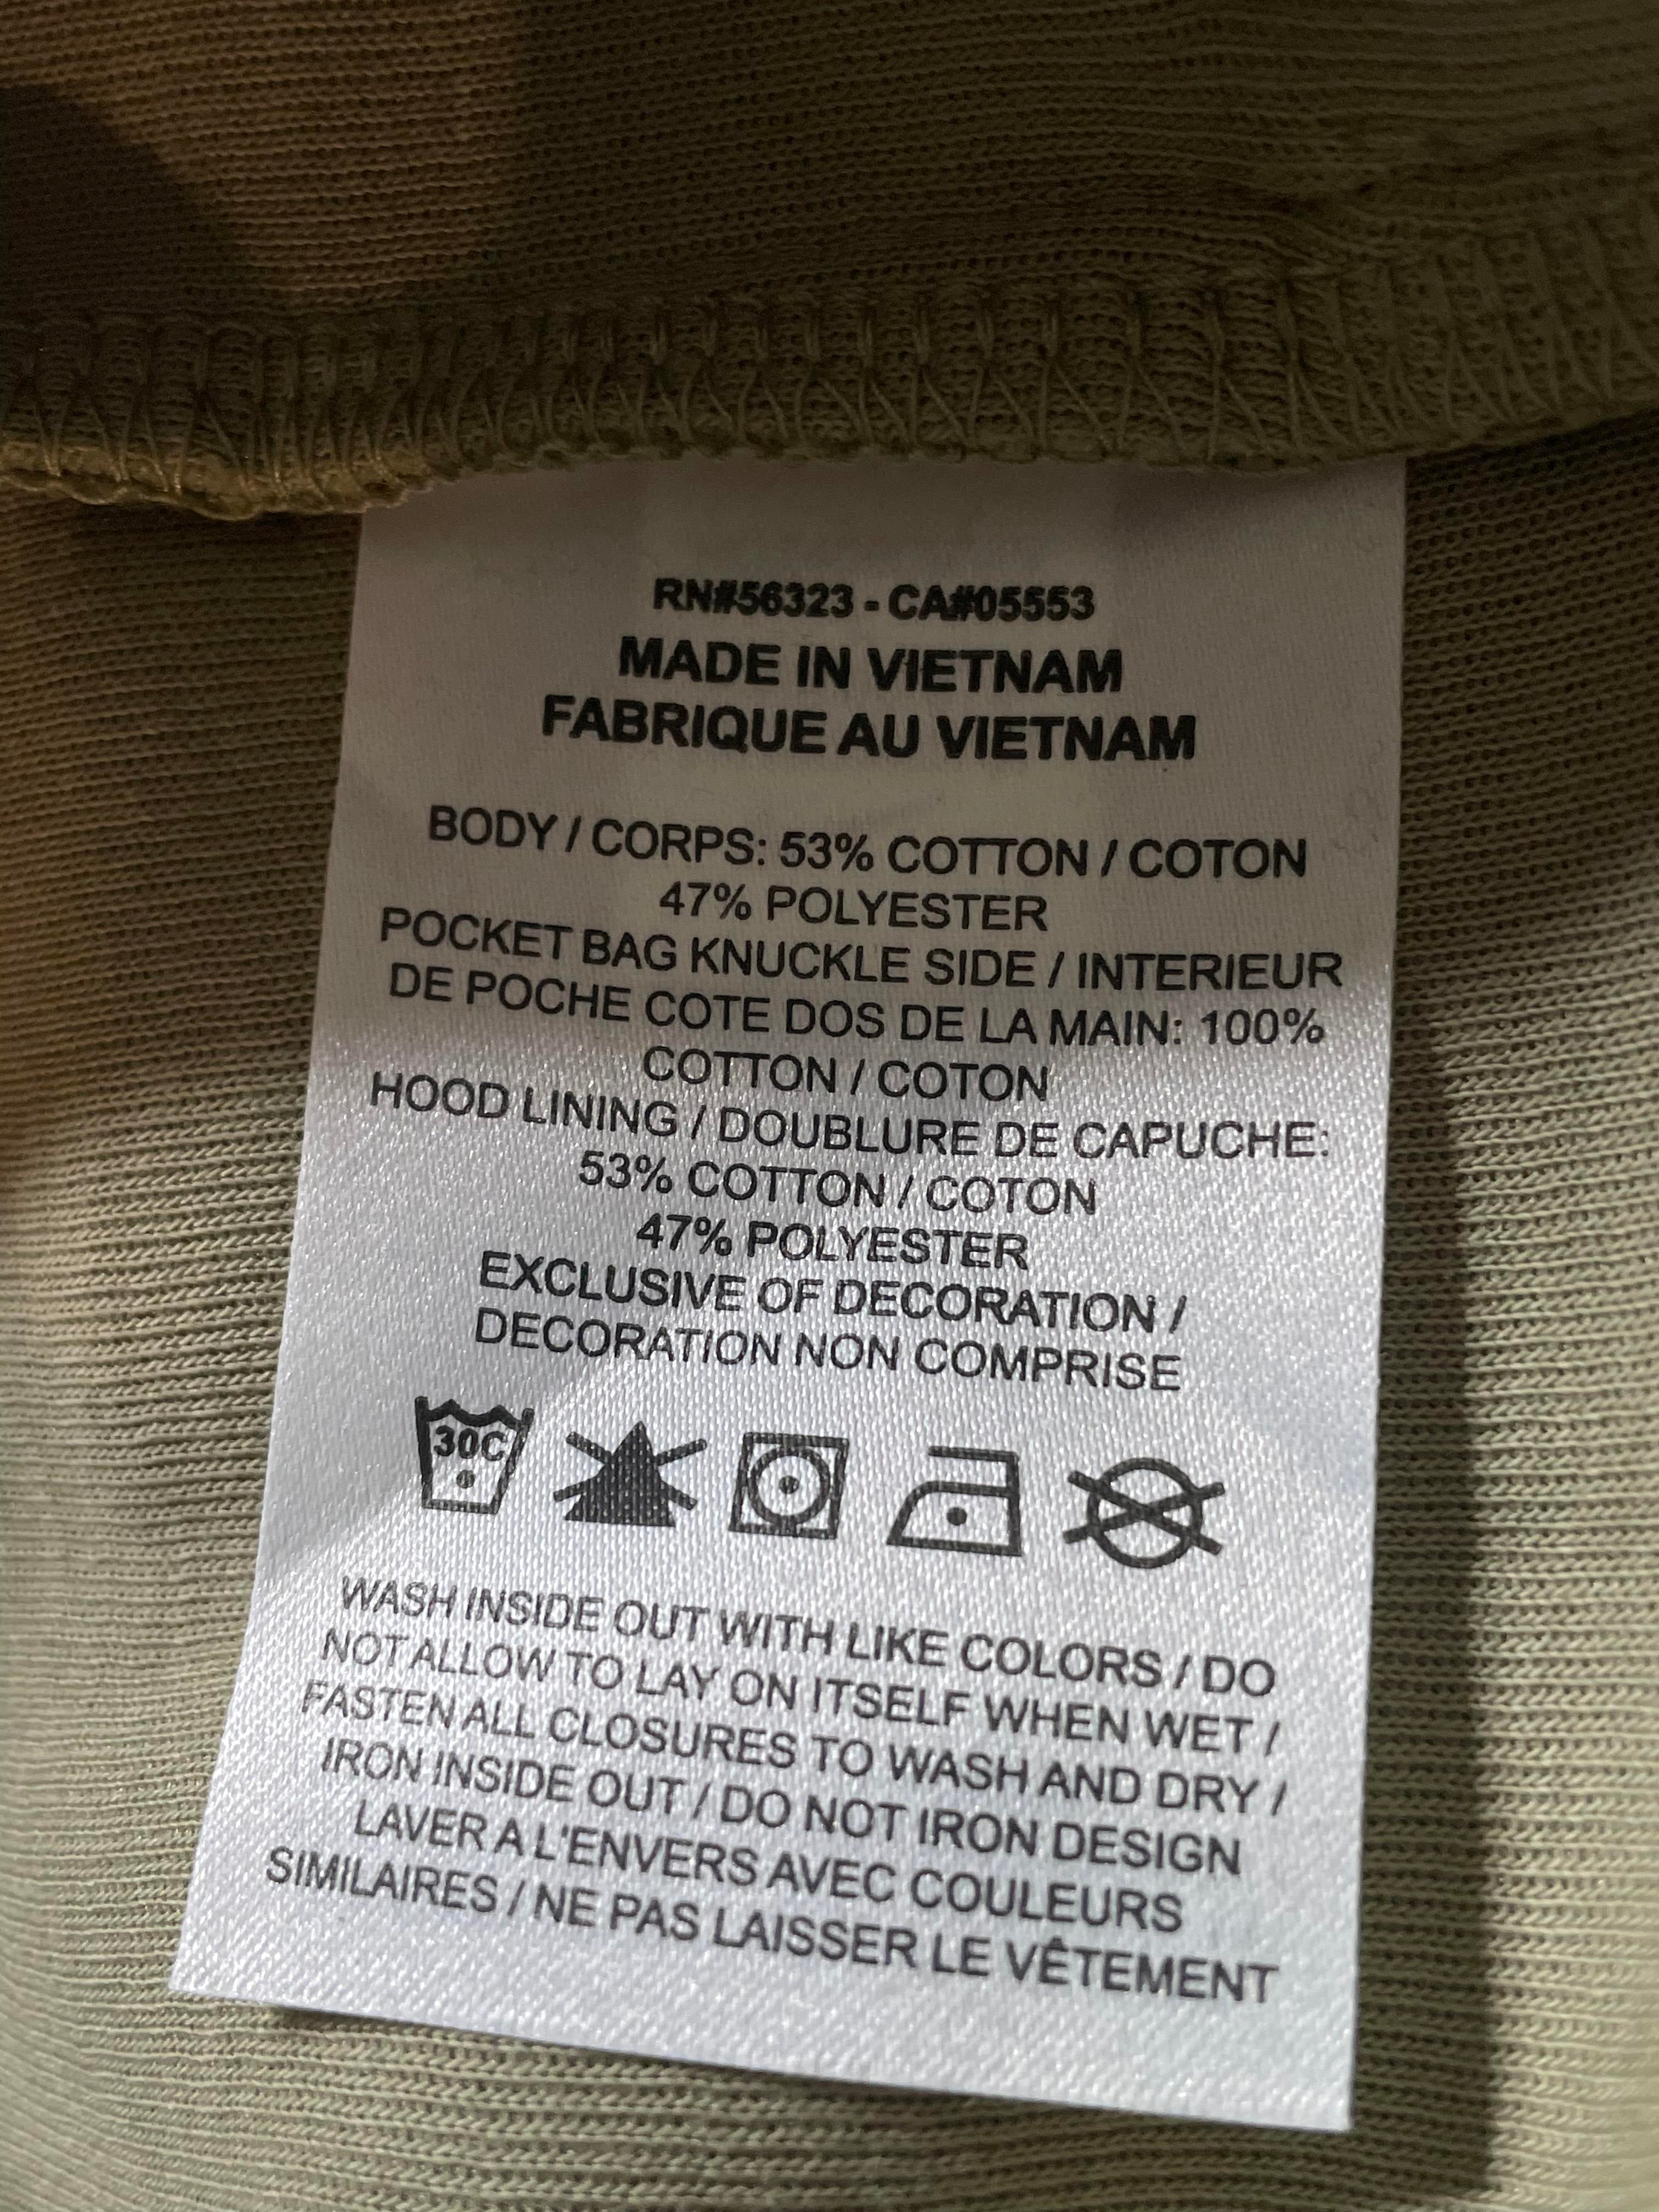 RN#56323 - CA#05553
MADE IN VIETNAM
FABRIQUE AU VIETNAM
BODY / CORPS: 53% COTTON / COTON
47% POLYESTER
POCKET BAG KNUCKLE SIDE / INTERIEUR
DE POCHE COTE DOS DE LA MAIN: 100%
COTTON / COTON
HOOD LINING / DOUBLURE DE CAPUCHE:
53% COTTON / COTON
47% POLYESTER
EXCLUSIVE OF DECORATION /
DECORATION NON COMPRISE
30C
WASH INSIDE OUT WITH LIKE COLORS / DO
NOT ALLOW TO LAY ON ITSELF WHEN WET /
FASTEN ALL CLOSURES TO WASH AND DRY /
IRON INSIDE OUT / DO NOT IRON DESIGN
LAVER A L'ENVERS AVEC COULEURS
SIMILAIRES / NE PAS LAISSER LE VÊTEMENT